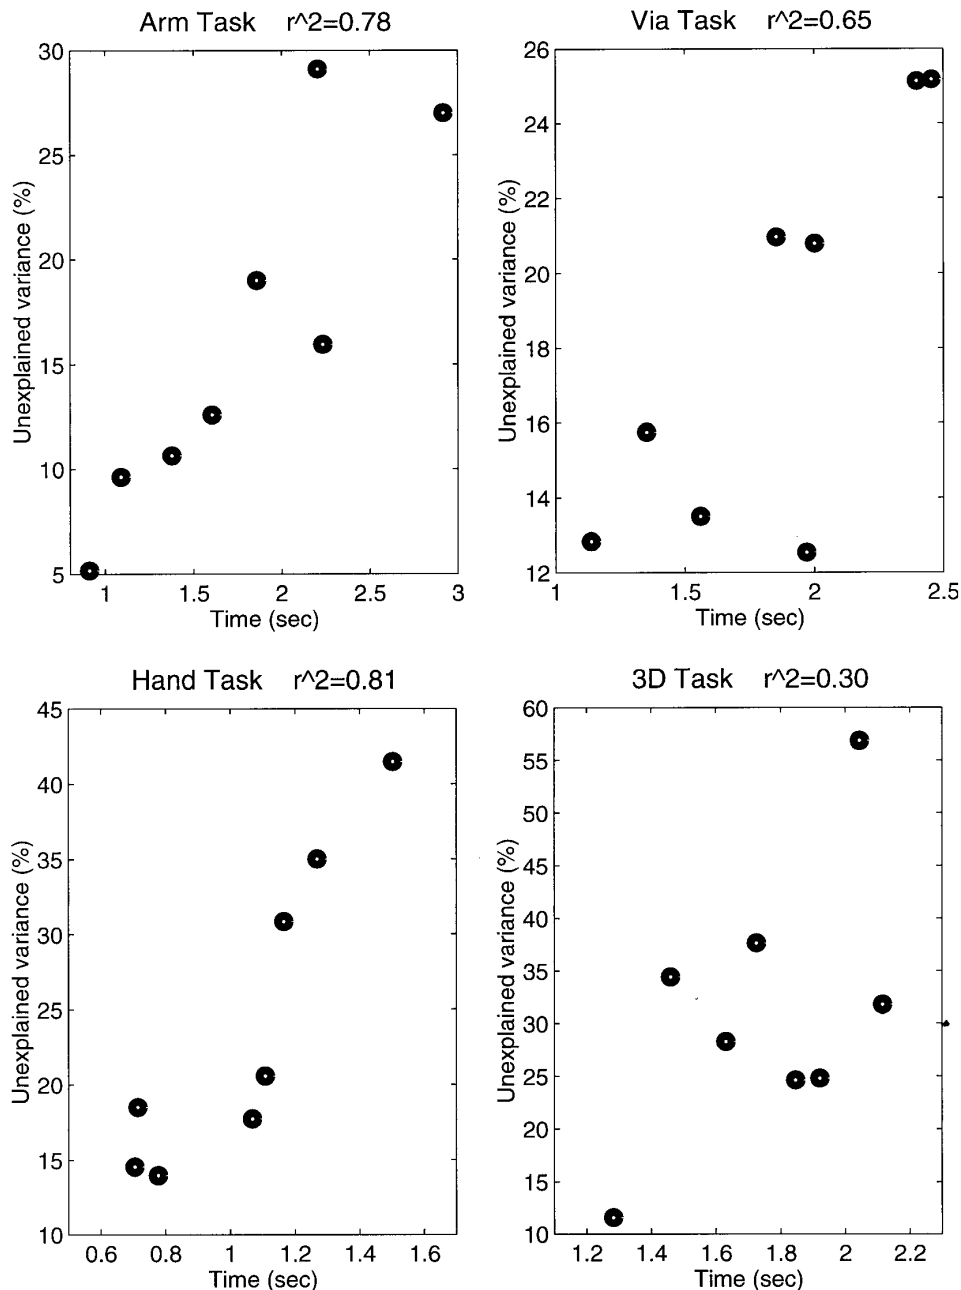 Arm Task r^2=0.78
30
25
20
15
10
5
Unexplained variance (%)
1 1.5 2 2.5 3
Time (sec)
Via Task r^2=0.65
26
24
22
20
18
16
14
12
Unexplained variance (%)
1 1.5 2 2.5
Time (sec)
Hand Task r^2=0.81
45
40
35
30
25
20
15
10
Unexplained variance (%)
0.6 0.8 1 1.2 1.4 1.6
Time (sec)
3D Task r^2=0.30
60
55
50
45
40
35
30
25
20
15
10
Unexplained variance (%)
1.2 1.4 1.6 1.8 2 2.2
Time (sec)